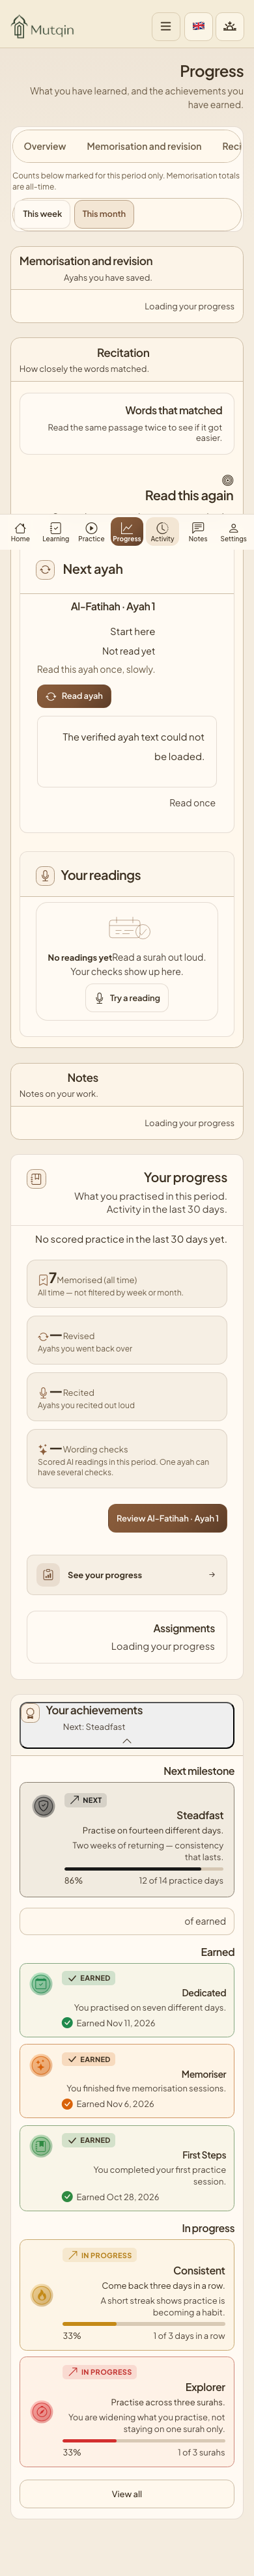 Mutqin
Progress
What you have learned, and the achievements you
have earned.
Overview
Memorisation and revision
Reci
Counts below marked for this period only. Memorisation totals
are all-time.
This week
This month
Memorisation and revision
Ayahs you have saved.
Loading your progress
Recitation
How closely the words matched.
Words that matched
Read the same passage twice to see if it got
easier.
Read this again
Home
Learning
Practice
Progress
Activity
Notes
Settings
Next ayah
Al-Fatihah · Ayah 1
Start here
Not read yet
Read this ayah once, slowly.
Read ayah
The verified ayah text could not
be loaded.
Read once
Your readings
No readings yetRead a surah out loud.
Your checks show up here.
Try a reading
Notes
Notes on your work.
Loading your progress
Your progress
What you practised in this period.
Activity in the last 30 days.
No scored practice in the last 30 days yet.
7Memorised (all time)
All time — not filtered by week or month.
—Revised
Ayahs you went back over
—Recited
Ayahs you recited out loud
—Wording checks
Scored AI readings in this period. One ayah can
have several checks.
Review Al-Fatihah · Ayah 1
See your progress
Assignments
Loading your progress
Your achievements
Next: Steadfast
Next milestone
NEXT
Steadfast
Practise on fourteen different days.
Two weeks of returning — consistency
that lasts.
86%
12 of 14 practice days
of earned
Earned
EARNED
Dedicated
You practised on seven different days.
Earned Nov 11, 2026
EARNED
Memoriser
You finished five memorisation sessions.
Earned Nov 6, 2026
EARNED
First Steps
You completed your first practice
session.
Earned Oct 28, 2026
In progress
IN PROGRESS
Consistent
Come back three days in a row.
A short streak shows practice is
becoming a habit.
33%
1 of 3 days in a row
IN PROGRESS
Explorer
Practise across three surahs.
You are widening what you practise, not
staying on one surah only.
33%
1 of 3 surahs
View all